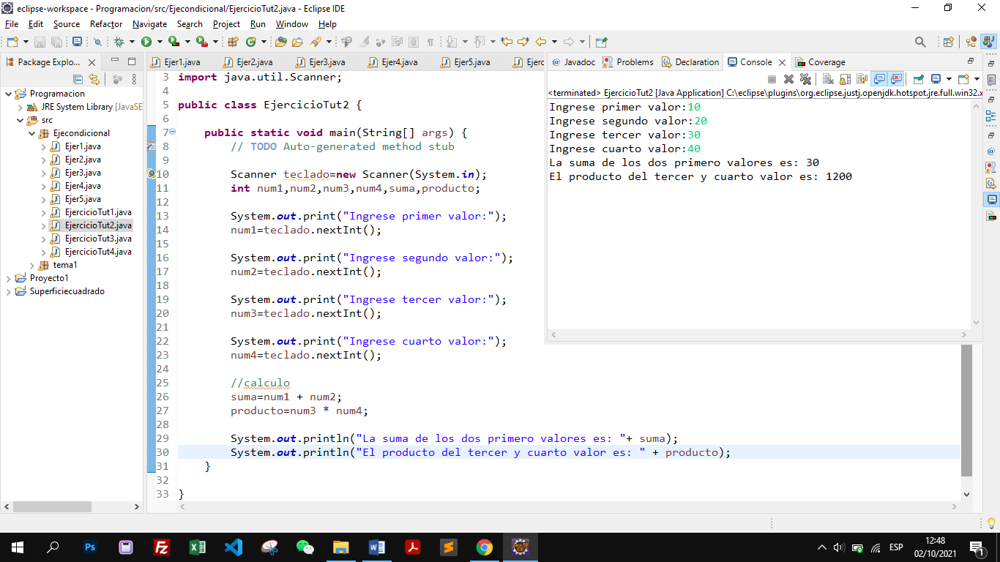 eclipse-workspace - Programacion/src/Ejecondicional/EjercicioTut2.java - Eclipse IDE
File Edit Source Refactor Navigate Search Project Run Window Help
Package Explo...
Programacion
JRE System Library [JavaSE
src
Ejecondicional
Ejer1.java
Ejer2.java
Ejer3.java
Ejer4.java
Ejer5.java
EjercicioTut1.java
EjercicioTut2.java
EjercicioTut3.java
EjercicioTut4.java
tema1
Proyecto1
Superficiecuadrado
Ejer1.java Ejer2.java Ejer3.java Ejer4.java Ejer5.java Ejerc
3 import java.util.Scanner;
4
5 public class EjercicioTut2 {
6
7 public static void main(String[] args) {
8 // TODO Auto-generated method stub
9
10 Scanner teclado=new Scanner(System.in);
11 int num1,num2,num3,num4,suma,producto;
12
13 System.out.print("Ingrese primer valor:");
14 num1=teclado.nextInt();
15
16 System.out.print("Ingrese segundo valor:");
17 num2=teclado.nextInt();
18
19 System.out.print("Ingrese tercer valor:");
20 num3=teclado.nextInt();
21
22 System.out.print("Ingrese cuarto valor:");
23 num4=teclado.nextInt();
24
25 //calculo
26 suma=num1 + num2;
27 producto=num3 * num4;
28
29 System.out.println("La suma de los dos primero valores es: "+ suma);
30 System.out.println("El producto del tercer y cuarto valor es: " + producto);
31 }
32
33 }
@ Javadoc Problems Declaration Console Coverage
<terminated> EjercicioTut2 [Java Application] C:\eclipse\plugins\org.eclipse.justj.openjdk.hotspot.jre.full.win32.x
Ingrese primer valor:10
Ingrese segundo valor:20
Ingrese tercer valor:30
Ingrese cuarto valor:40
La suma de los dos primero valores es: 30
El producto del tercer y cuarto valor es: 1200
Ps
Fz
ESP
12:48
02/10/2021
1